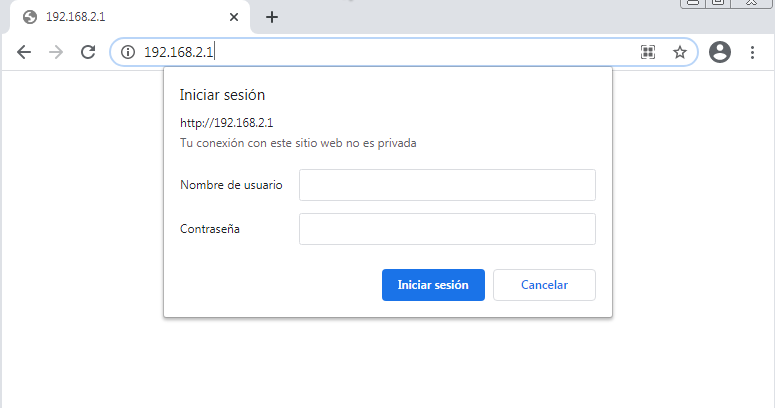 192.168.2.1
192.168.2.1
Iniciar sesión
http://192.168.2.1
Tu conexión con este sitio web no es privada
Nombre de usuario
Contraseña
Iniciar sesión Cancelar